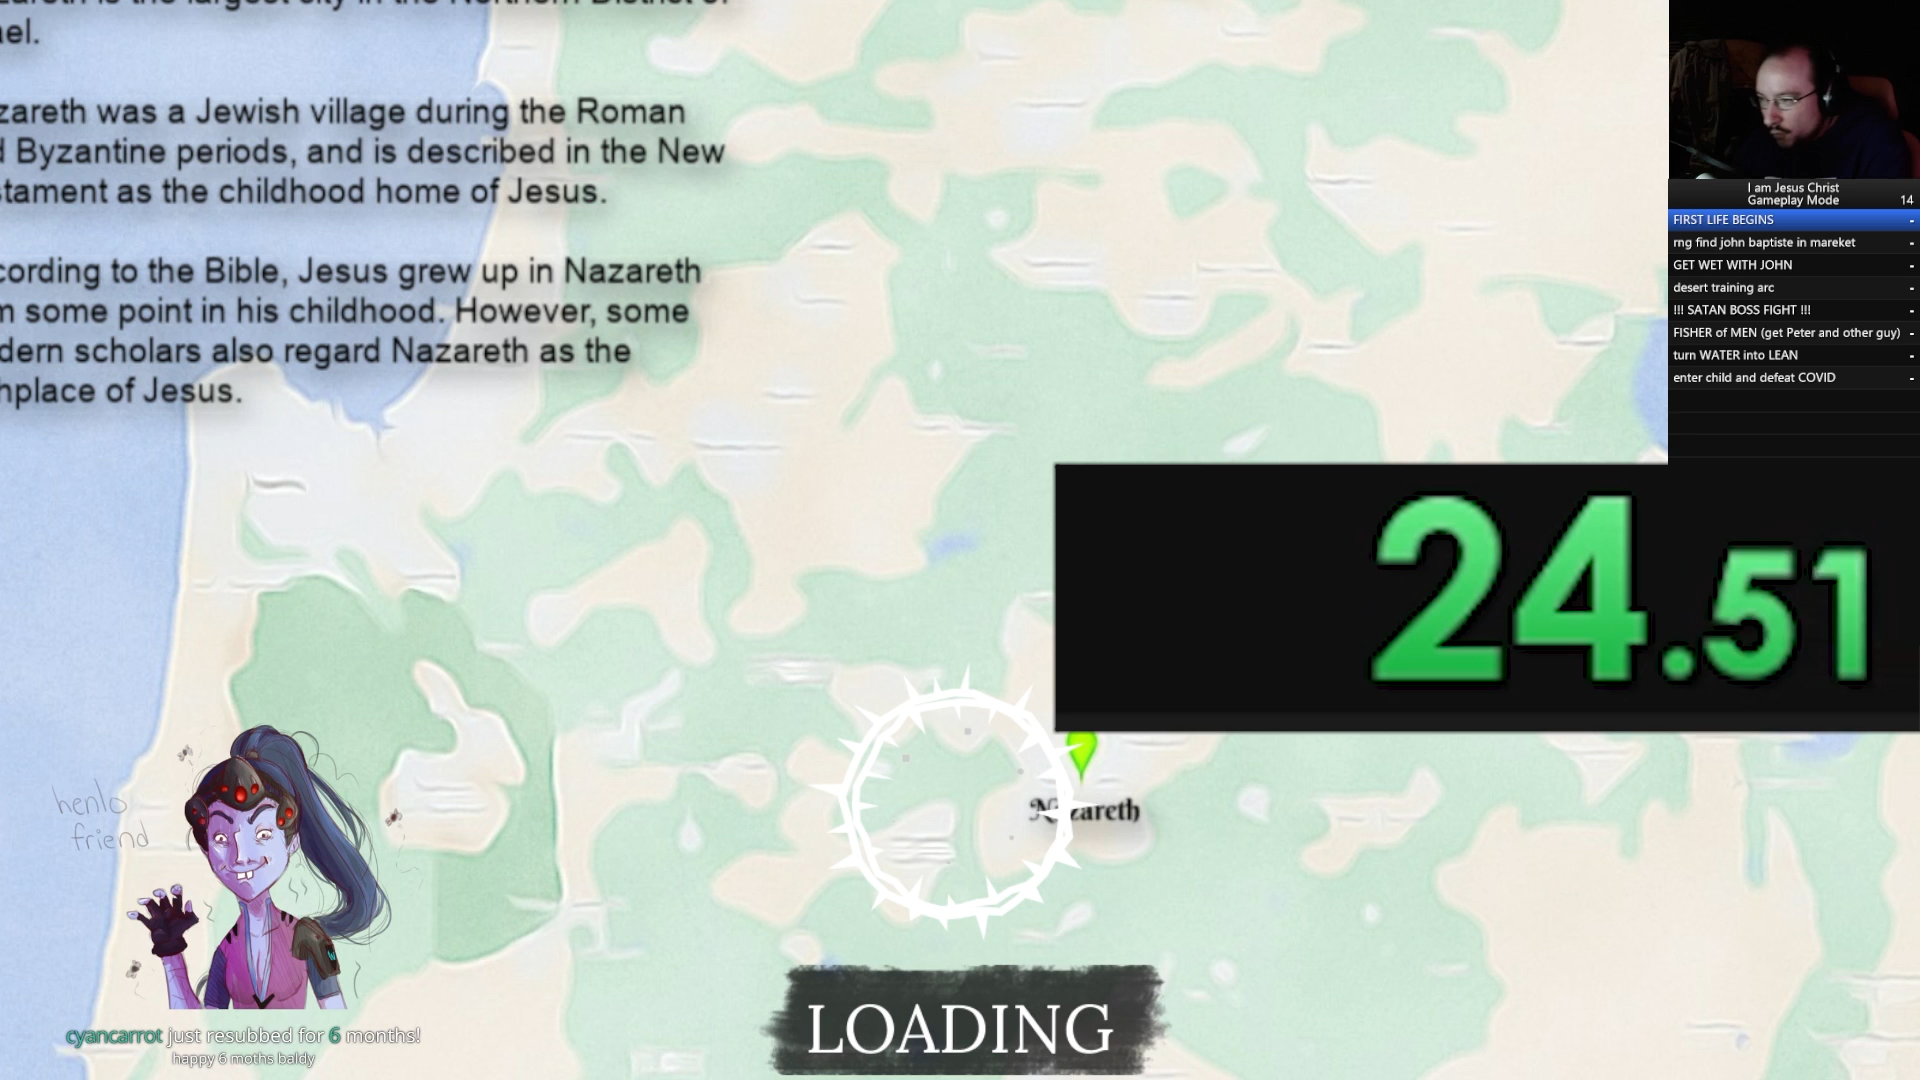 ael.
zareth was a Jewish village during the Roman
d Byzantine periods, and is described in the New
stament as the childhood home of Jesus.
cording to the Bible, Jesus grew up in Nazareth
m some point in his childhood. However, some
dern scholars also regard Nazareth as the
hplace of Jesus.
I am Jesus Christ
Gameplay Mode 14
FIRST LIFE BEGINS -
rng find john baptiste in mareket -
GET WET WITH JOHN -
desert training arc -
!!! SATAN BOSS FIGHT !!! -
FISHER of MEN (get Peter and other guy) -
turn WATER into LEAN -
enter child and defeat COVID -
24.51
Nazareth
henlo
friend
LOADING
cyancarrot just resubbed for 6 months!
happy 6 moths baldy